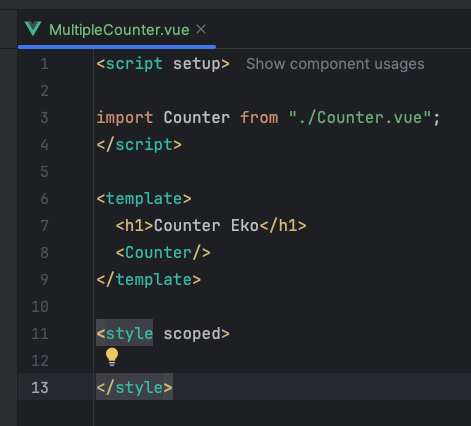 MultipleCounter.vue
1 <script setup> Show component usages
2
3 import Counter from "./Counter.vue";
4 </script>
5
6 <template>
7 <h1>Counter Eko</h1>
8 <Counter/>
9 </template>
10
11 <style scoped>
12
13 </style>